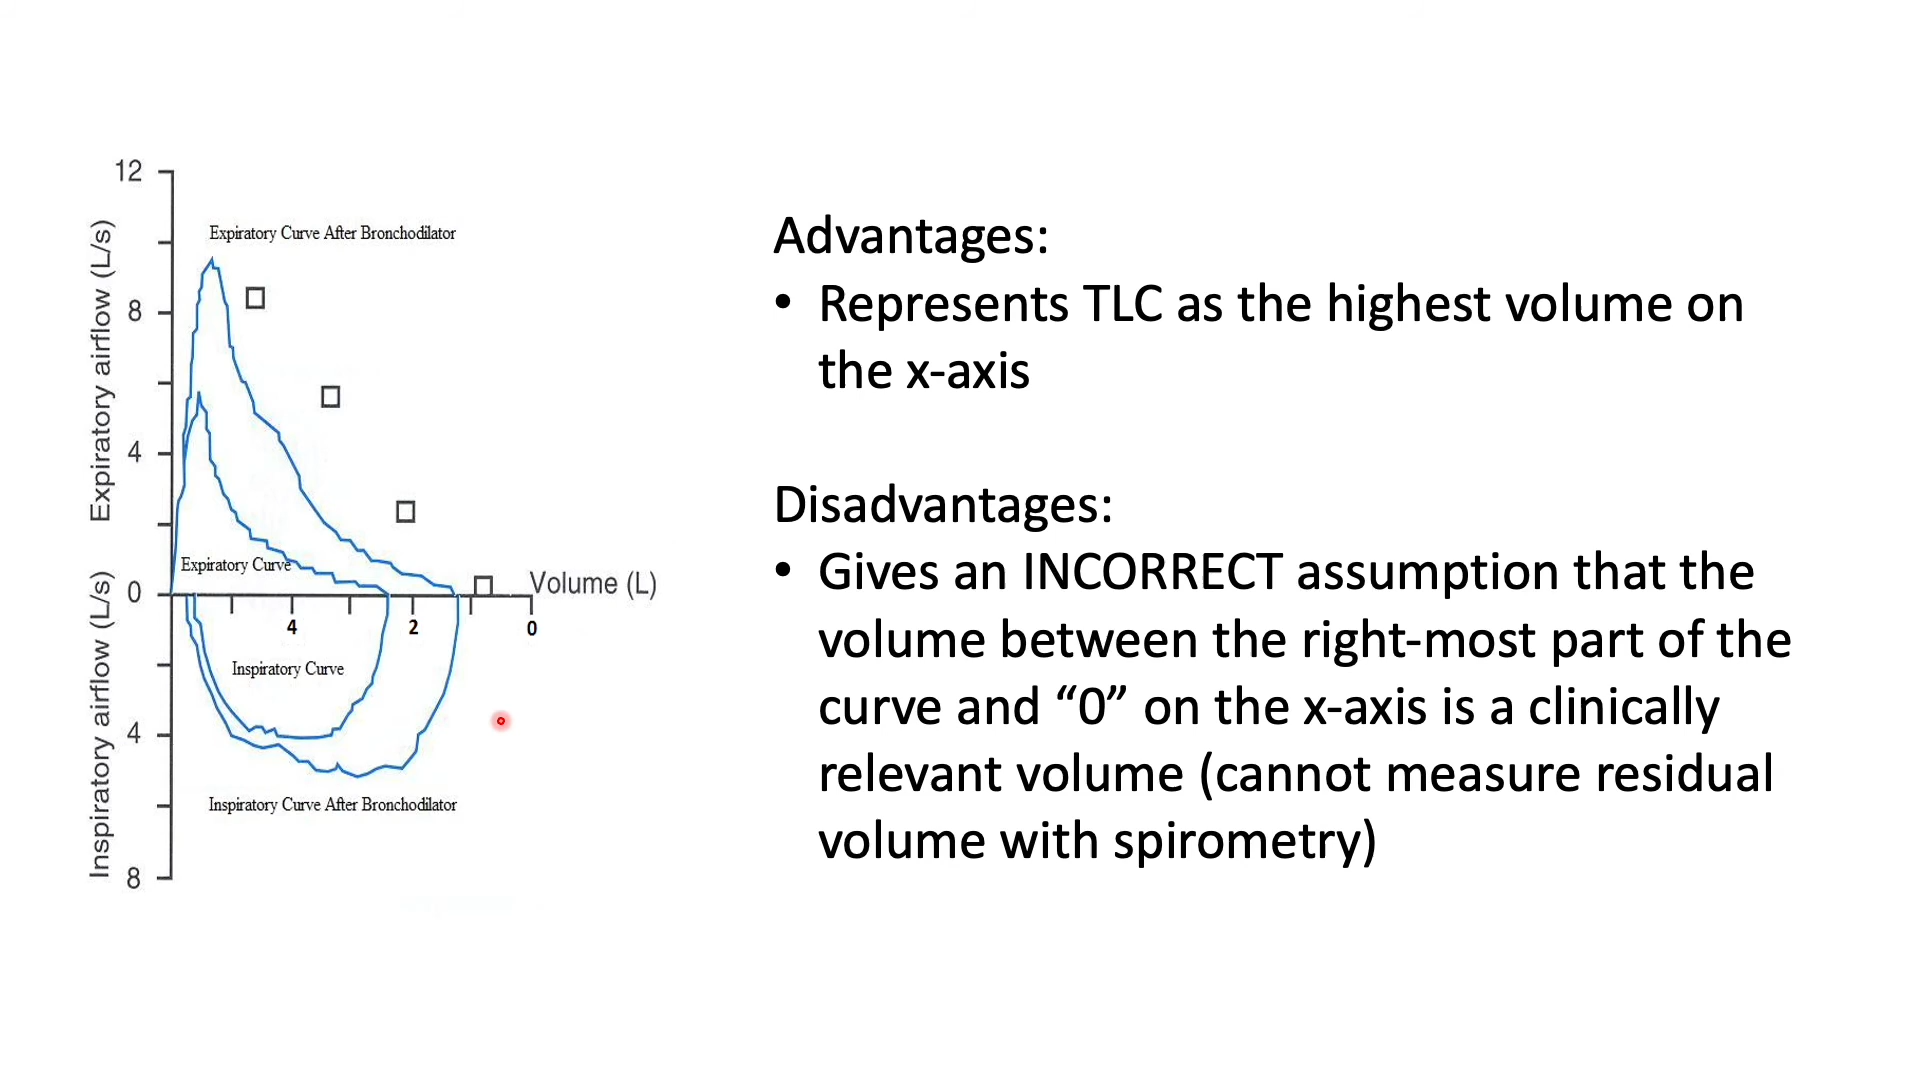 12
Expiratory Curve After Bronchodilator
8
4
Expiratory airflow (L/s)
Expiratory Curve
0
Volume (L)
4 2 0
Inspiratory Curve
4
Inspiratory airflow (L/s)
Inspiratory Curve After Bronchodilator
8
Advantages:
• Represents TLC as the highest volume on
the x-axis
Disadvantages:
• Gives an INCORRECT assumption that the
volume between the right-most part of the
curve and “0” on the x-axis is a clinically
relevant volume (cannot measure residual
volume with spirometry)